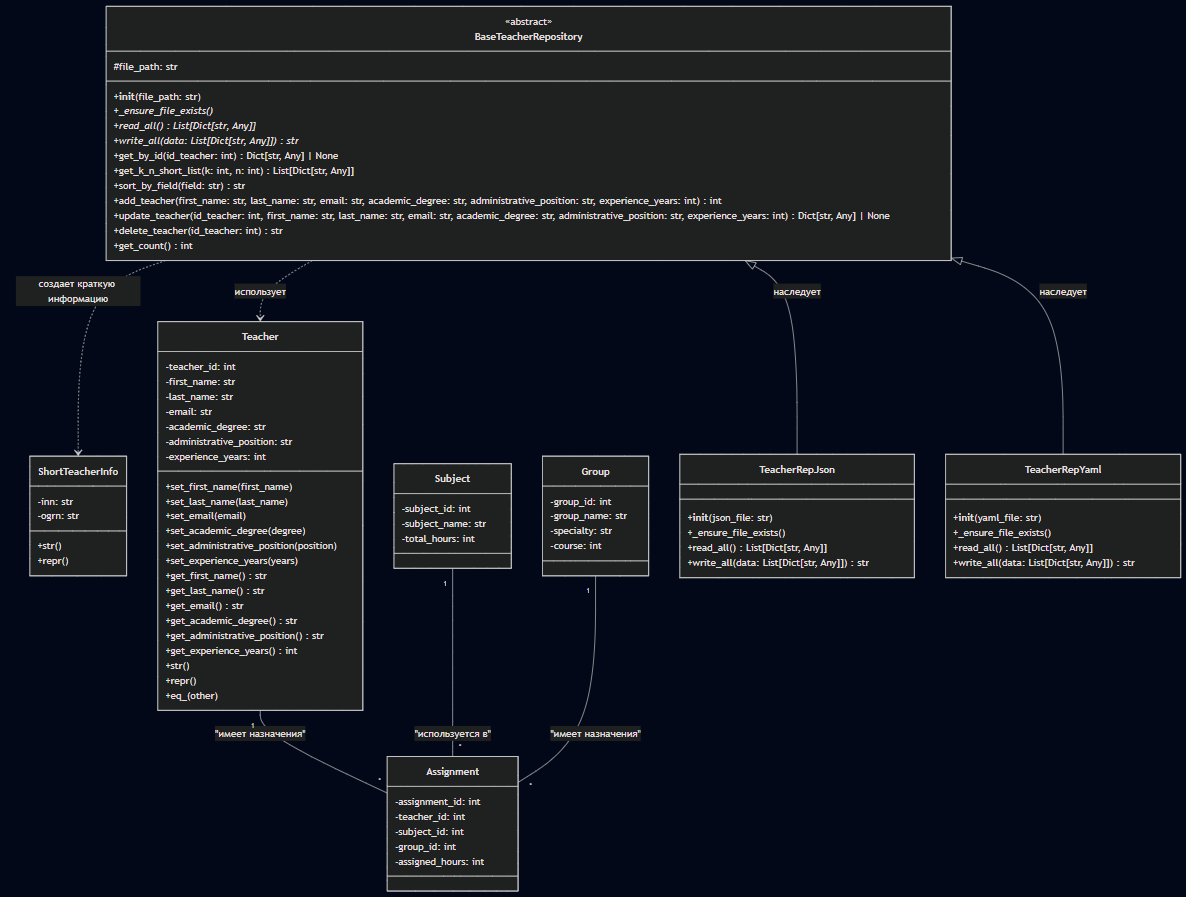 «abstract»
BaseTeacherRepository
#file_path: str
+init(file_path: str)
+_ensure_file_exists()
+read_all() : List[Dict[str, Any]]
+write_all(data: List[Dict[str, Any]]) : str
+get_by_id(id_teacher: int) : Dict[str, Any] | None
+get_k_n_short_list(k: int, n: int) : List[Dict[str, Any]]
+sort_by_field(field: str) : str
+add_teacher(first_name: str, last_name: str, email: str, academic_degree: str, administrative_position: str, experience_years: int) : int
+update_teacher(id_teacher: int, first_name: str, last_name: str, email: str, academic_degree: str, administrative_position: str, experience_years: int) : Dict[str, Any] | None
+delete_teacher(id_teacher: int) : str
+get_count() : int
создает краткую
информацию
использует
наследует
наследует
Teacher
-teacher_id: int
-first_name: str
-last_name: str
-email: str
-academic_degree: str
-administrative_position: str
-experience_years: int
+set_first_name(first_name)
+set_last_name(last_name)
+set_email(email)
+set_academic_degree(degree)
+set_administrative_position(position)
+set_experience_years(years)
+get_first_name() : str
+get_last_name() : str
+get_email() : str
+get_academic_degree() : str
+get_administrative_position() : str
+get_experience_years() : int
+str()
+repr()
+eq_(other)
ShortTeacherInfo
-inn: str
-ogrn: str
+str()
+repr()
Subject
-subject_id: int
-subject_name: str
-total_hours: int
Group
-group_id: int
-group_name: str
-specialty: str
-course: int
TeacherRepJson
+init(json_file: str)
+_ensure_file_exists()
+read_all() : List[Dict[str, Any]]
+write_all(data: List[Dict[str, Any]]) : str
TeacherRepYaml
+init(yaml_file: str)
+_ensure_file_exists()
+read_all() : List[Dict[str, Any]]
+write_all(data: List[Dict[str, Any]]) : str
1
1
1
"имеет назначения"
"используется в"
"имеет назначения"
*
*
*
Assignment
-assignment_id: int
-teacher_id: int
-subject_id: int
-group_id: int
-assigned_hours: int